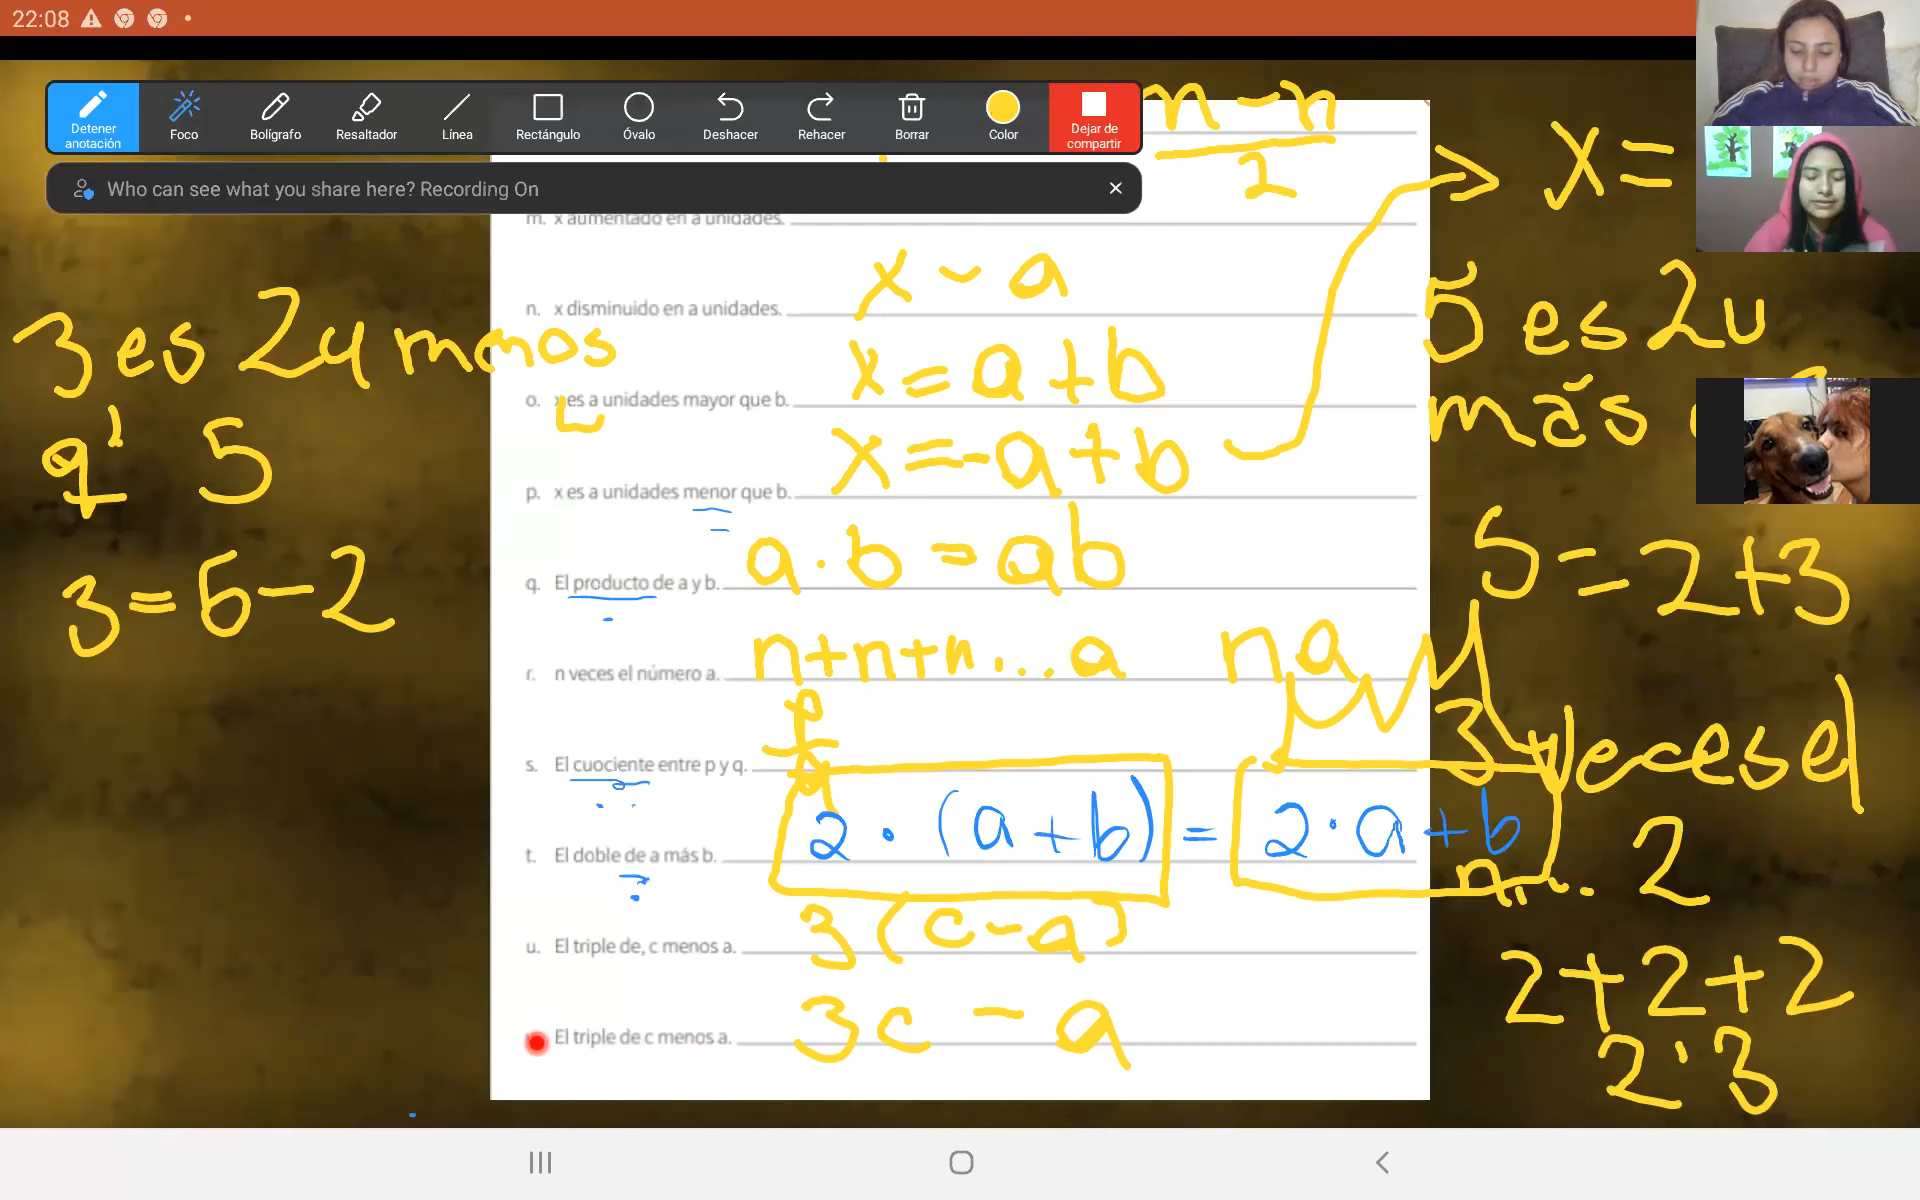 22:08
Detener anotación
Foco
Bolígrafo
Resaltador
Línea
Rectángulo
Óvalo
Deshacer
Rehacer
Borrar
Color
Dejar de compartir
Who can see what you share here? Recording On
n - n
2
x =
m. x aumentado en a unidades.
x - a
n. x disminuido en a unidades.
x = a + b
o. x es a unidades mayor que b.
x = -a + b
p. x es a unidades menor que b.
a . b = ab
q. El producto de a y b.
n+n+n... a
na
r. n veces el número a.
p
s. El cuociente entre p y q.
2 · (a + b) = 2 · a + b
t. El doble de a más b.
3 (c - a)
u. El triple de, c menos a.
3c - a
El triple de c menos a.
3 es 2u menos
q' 5
3 = 5 - 2
5 es 2u
más
5 = 2+3
3 veces el
n... 2
2+2+2
2·3